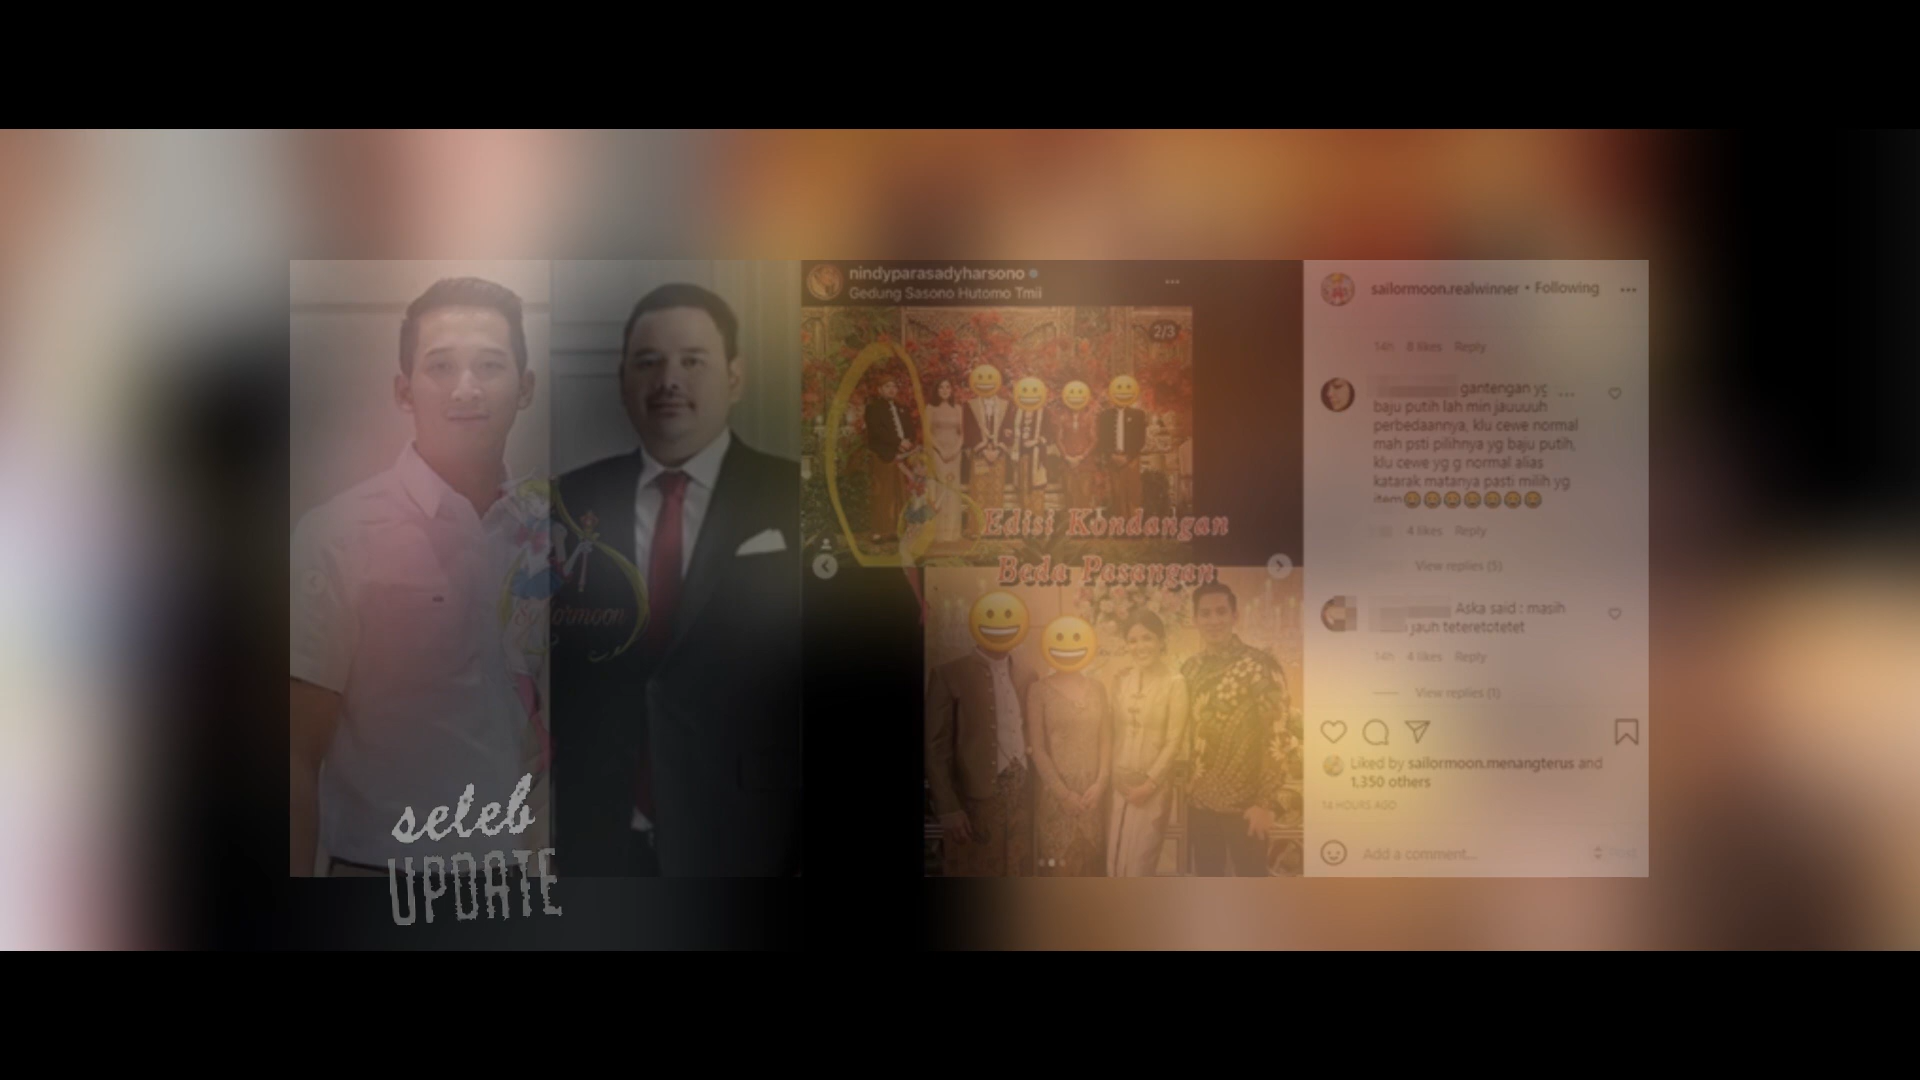 nindyparasadyharsono
Gedung Sasono Hutomo Tmii
2/3
Edisi Kondangan
Beda Pasangan
seleb
UPDATE
sailormoon.realwinner • Following
14h 8 likes Reply
gantengan yg
baju putih lah min jauuuuh
perbedaannya, klu cewe normal
mah psti pilihnya yg baju putih,
klu cewe yg g normal alias
katarak matanya pasti milih yg
item
4 likes Reply
View replies (3)
Aska said : masih
jauh teteretotetet
14h 4 likes Reply
View replies (1)
Liked by sailormoon.menangterus and
1,350 others
14 HOURS AGO
Add a comment...
Post